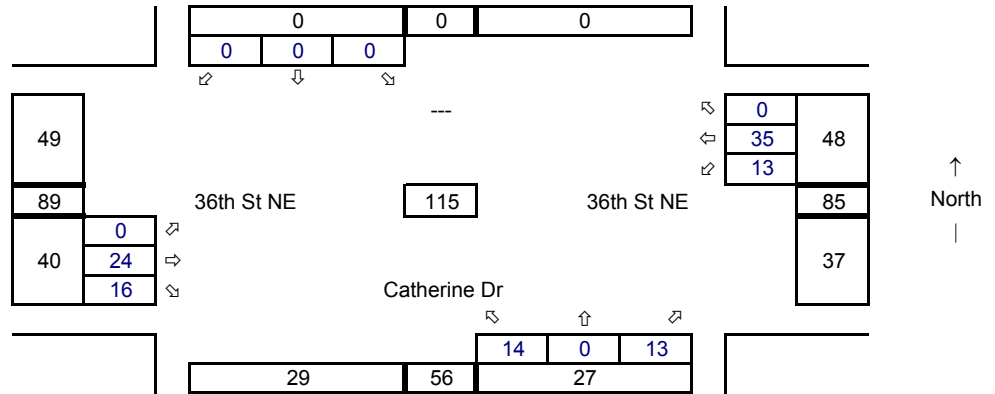 0 0 0
0 0 0
⬃ ⇩ ⬂
---
⬁ 0
49 ⇦ 35 48
⬃ 13
↑
89 36th St NE 115 36th St NE 85 North
|
0 ⬀
40 24 ⇨ 37
16 ⬂ Catherine Dr
⬁ ⇧ ⬀
14 0 13
29 56 27